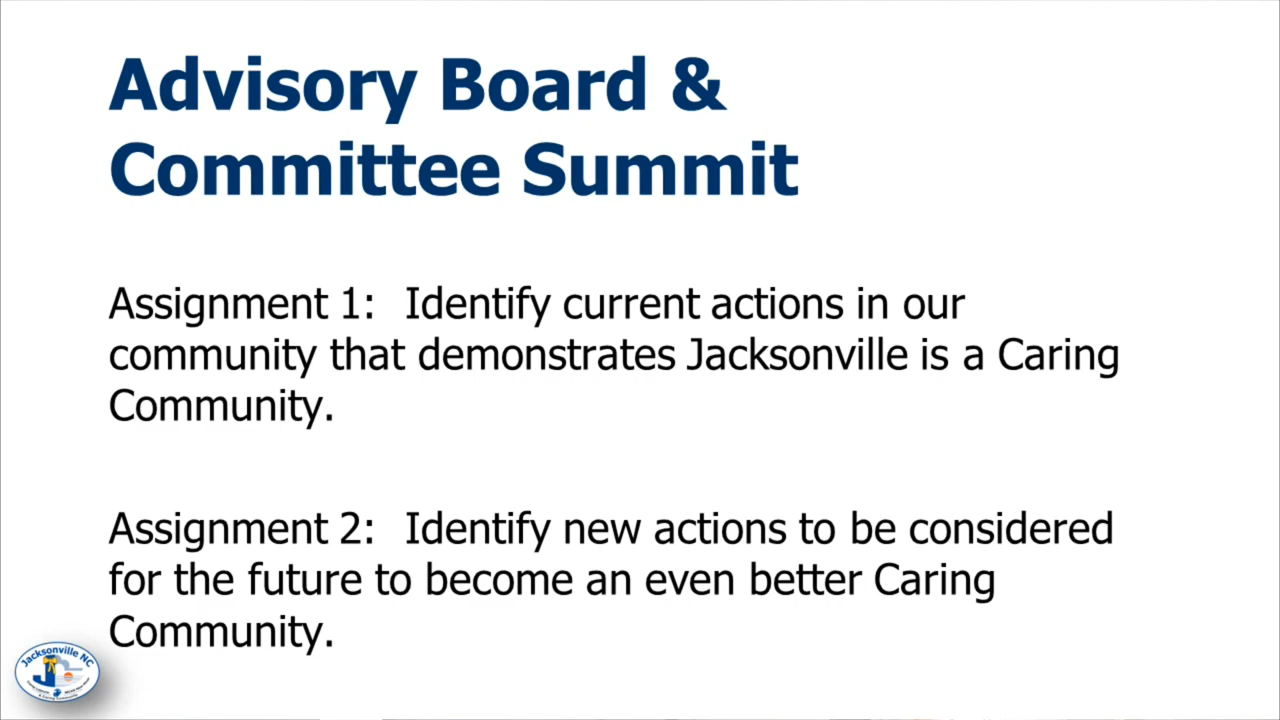 Advisory Board &
Committee Summit
Assignment 1: Identify current actions in our
community that demonstrates Jacksonville is a Caring
Community.
Assignment 2: Identify new actions to be considered
for the future to become an even better Caring
Community.
Jacksonville NC
A Caring Community